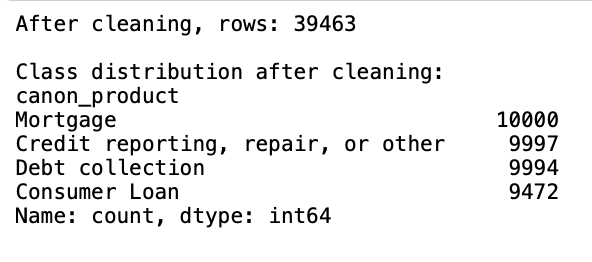 After cleaning, rows: 39463
Class distribution after cleaning:
canon_product
Mortgage 10000
Credit reporting, repair, or other 9997
Debt collection 9994
Consumer Loan 9472
Name: count, dtype: int64